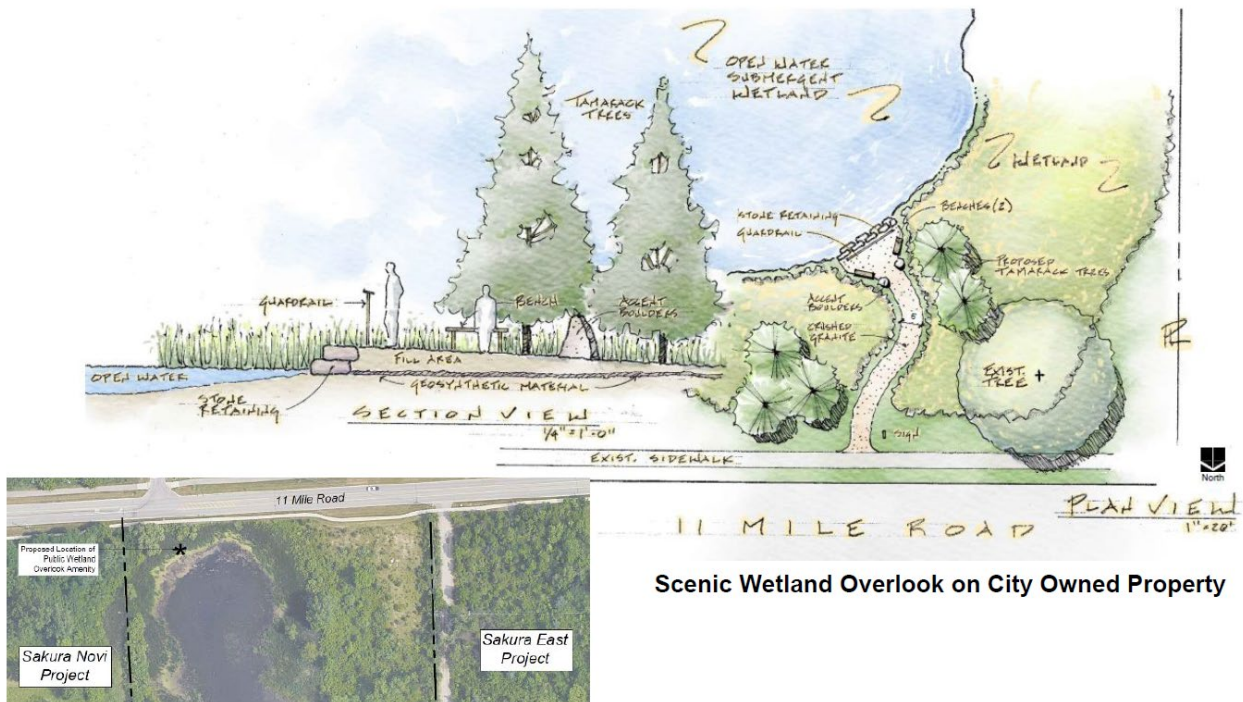 OPEN WATER
SUBMERGENT
WETLAND
TAMARACK
TREES
WETLAND
STONE RETAINING
GUARDRAIL
BENCHES (2)
PROPOSED
TAMARACK TREES
ACCENT
BOULDERS
CRUSHED
GRANITE
EXIST.
TREE +
PL
SIGN
GUARDRAIL
BENCH
ACCENT
BOULDERS
FILL AREA
OPEN WATER
GEOSYNTHETIC MATERIAL
STONE
RETAINING
SECTION VIEW
1/4" = 1'-0"
EXIST. SIDEWALK
North
PLAN VIEW
1" = 20'
11 MILE ROAD
Scenic Wetland Overlook on City Owned Property
11 Mile Road
Proposed Location of
Public Wetland
Overlook Amenity
*
Sakura Novi
Project
Sakura East
Project